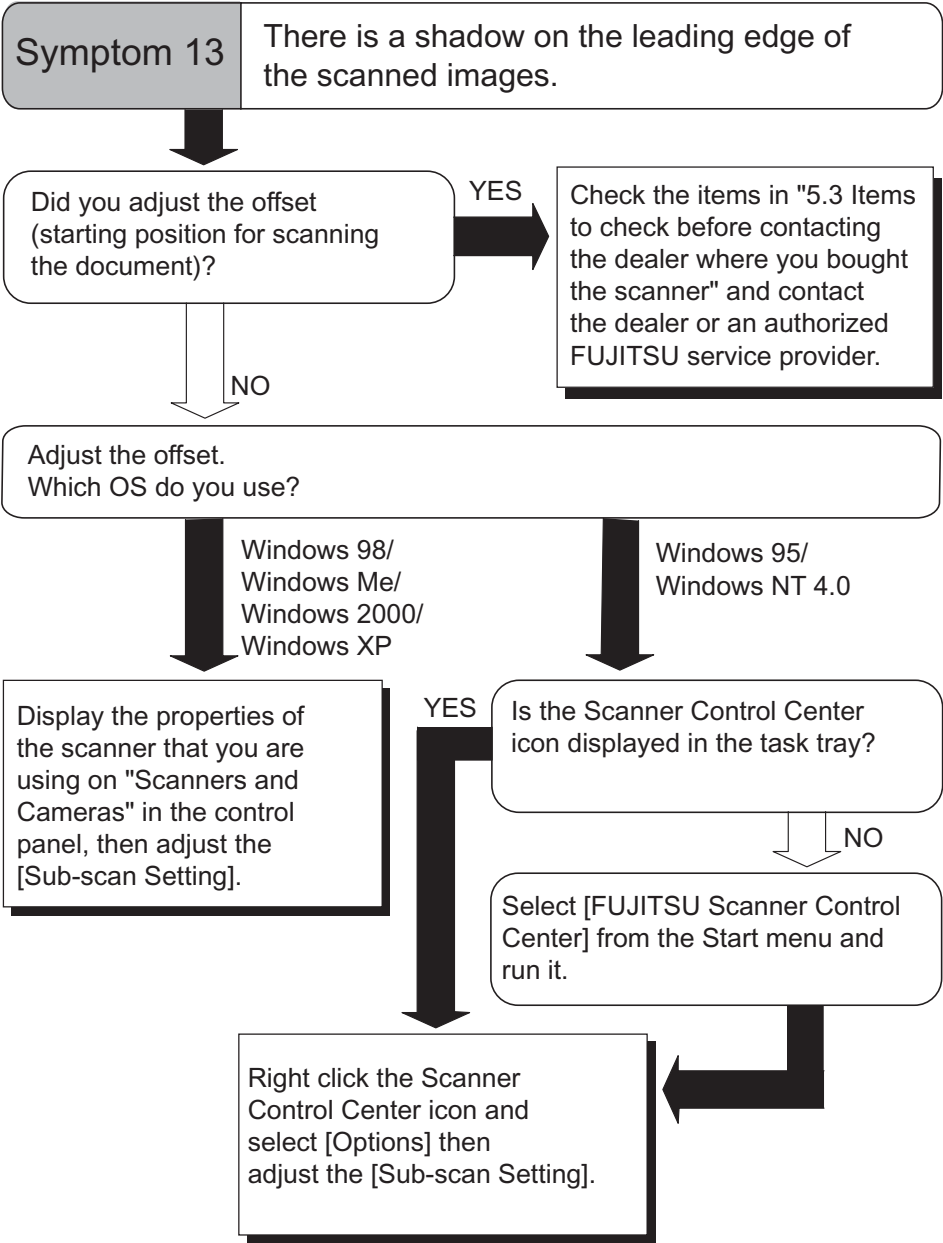 Symptom 13
There is a shadow on the leading edge of
the scanned images.
Did you adjust the offset
(starting position for scanning
the document)?
YES
Check the items in "5.3 Items
to check before contacting
the dealer where you bought
the scanner" and contact
the dealer or an authorized
FUJITSU service provider.
NO
Adjust the offset.
Which OS do you use?
Windows 98/
Windows Me/
Windows 2000/
Windows XP
Windows 95/
Windows NT 4.0
Display the properties of
the scanner that you are
using on "Scanners and
Cameras" in the control
panel, then adjust the
[Sub-scan Setting].
YES
Is the Scanner Control Center
icon displayed in the task tray?
NO
Select [FUJITSU Scanner Control
Center] from the Start menu and
run it.
Right click the Scanner
Control Center icon and
select [Options] then
adjust the [Sub-scan Setting].